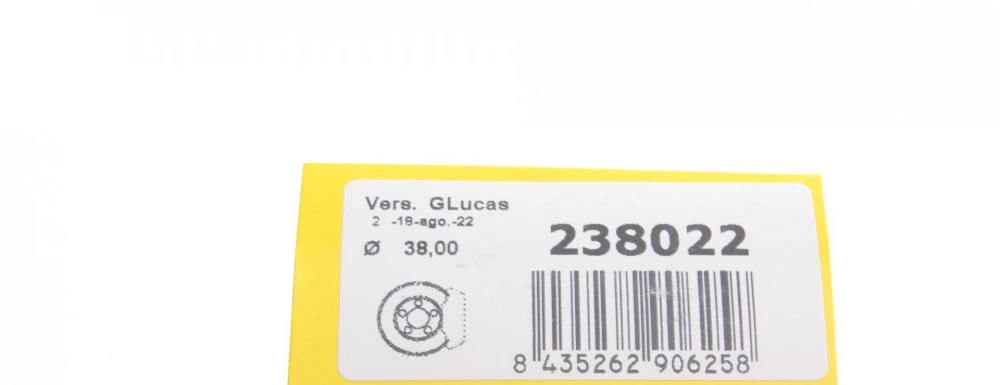 Vers. GLucas
2 -18-ago.-22
Ø 38,00
238022
8 435262 906258